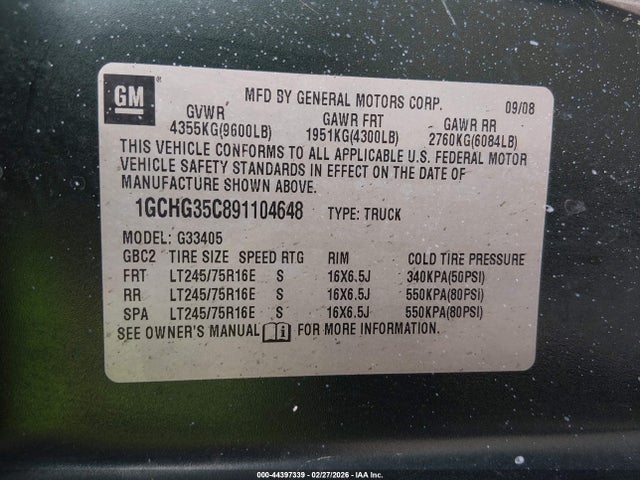 GM ®
MFD BY GENERAL MOTORS CORP. 09/08
GVWR GAWR FRT GAWR RR
4355KG(9600LB) 1951KG(4300LB) 2760KG(6084LB)
THIS VEHICLE CONFORMS TO ALL APPLICABLE U.S. FEDERAL MOTOR
VEHICLE SAFETY STANDARDS IN EFFECT ON THE DATE OF
MANUFACTURE SHOWN ABOVE.
1GCHG35C891104648 TYPE: TRUCK
MODEL: G33405
GBC2 TIRE SIZE SPEED RTG RIM COLD TIRE PRESSURE
FRT LT245/75R16E S 16X6.5J 340KPA(50PSI)
RR LT245/75R16E S 16X6.5J 550KPA(80PSI)
SPA LT245/75R16E S 16X6.5J 550KPA(80PSI)
SEE OWNER'S MANUAL FOR MORE INFORMATION.
000-44397339 - 02/27/2026 - IAA Inc.